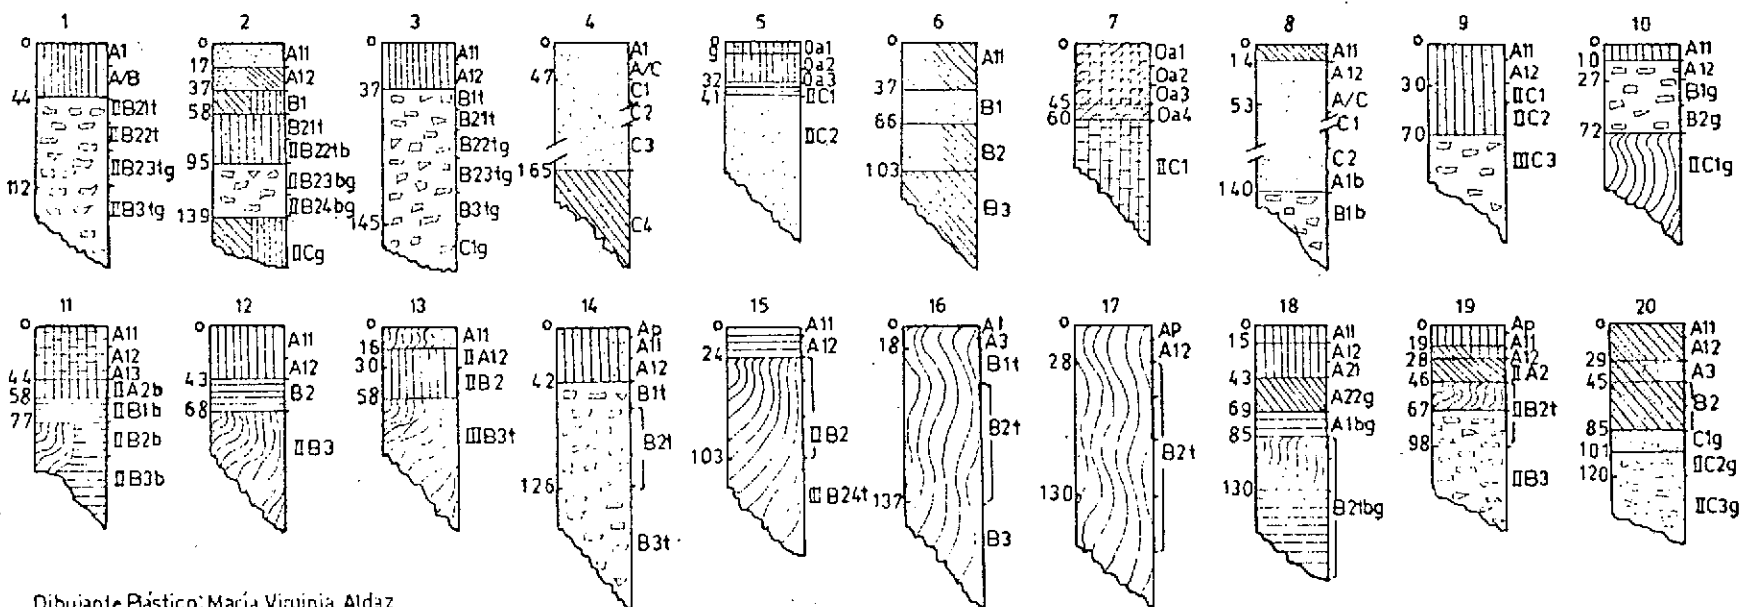 1
0
44
112
A1
A/B
IIB21t
IIB22t
IIB23tg
IIB3tg
2
0
17
37
58
95
139
A11
A12
B1
B21t
IIB22tb
IIB23bg
IIB24bg
IICg
3
0
37
145
A11
A12
B1t
B21t
B22tg
B23tg
B3tg
C1g
4
0
47
165
A1
A/C
C1
C2
C3
C4
5
0
9
32
41
Oa1
Oa2
Oa3
IIC1
IIC2
6
0
37
66
103
A11
B1
B2
B3
7
0
45
60
Oa1
Oa2
Oa3
Oa4
IIC1
8
0
14
53
140
A11
A12
A/C
C1
C2
A1b
B1b
9
0
30
70
A11
A12
IIC1
IIC2
IIIC3
10
0
10
27
72
A11
A12
B1g
B2g
IIC1g
11
0
44
58
77
A11
A12
A13
IIA2b
IIB1b
IIB2b
IIB3b
12
0
43
68
A11
A12
B2
IIB3
13
0
16
30
58
A11
IIA12
IIB2
IIIB3t
14
0
42
126
Ap
A11
A12
B1t
B2t
B3t
15
0
24
103
A11
A12
IIB2
IIIB24t
16
0
18
137
A1
A3
B1t
B2t
B3
17
0
28
130
Ap
A12
B2t
18
0
15
43
69
85
130
A11
A12
A21
A22g
A1bg
B21bg
19
0
19
28
46
67
98
Ap
A11
A12
IIA2
IIB2t
IIB3
20
0
29
45
85
101
120
A11
A12
A3
B2
C1g
IIC2g
IIC3g
Dibujante Plástico: María Virginia Aldaz